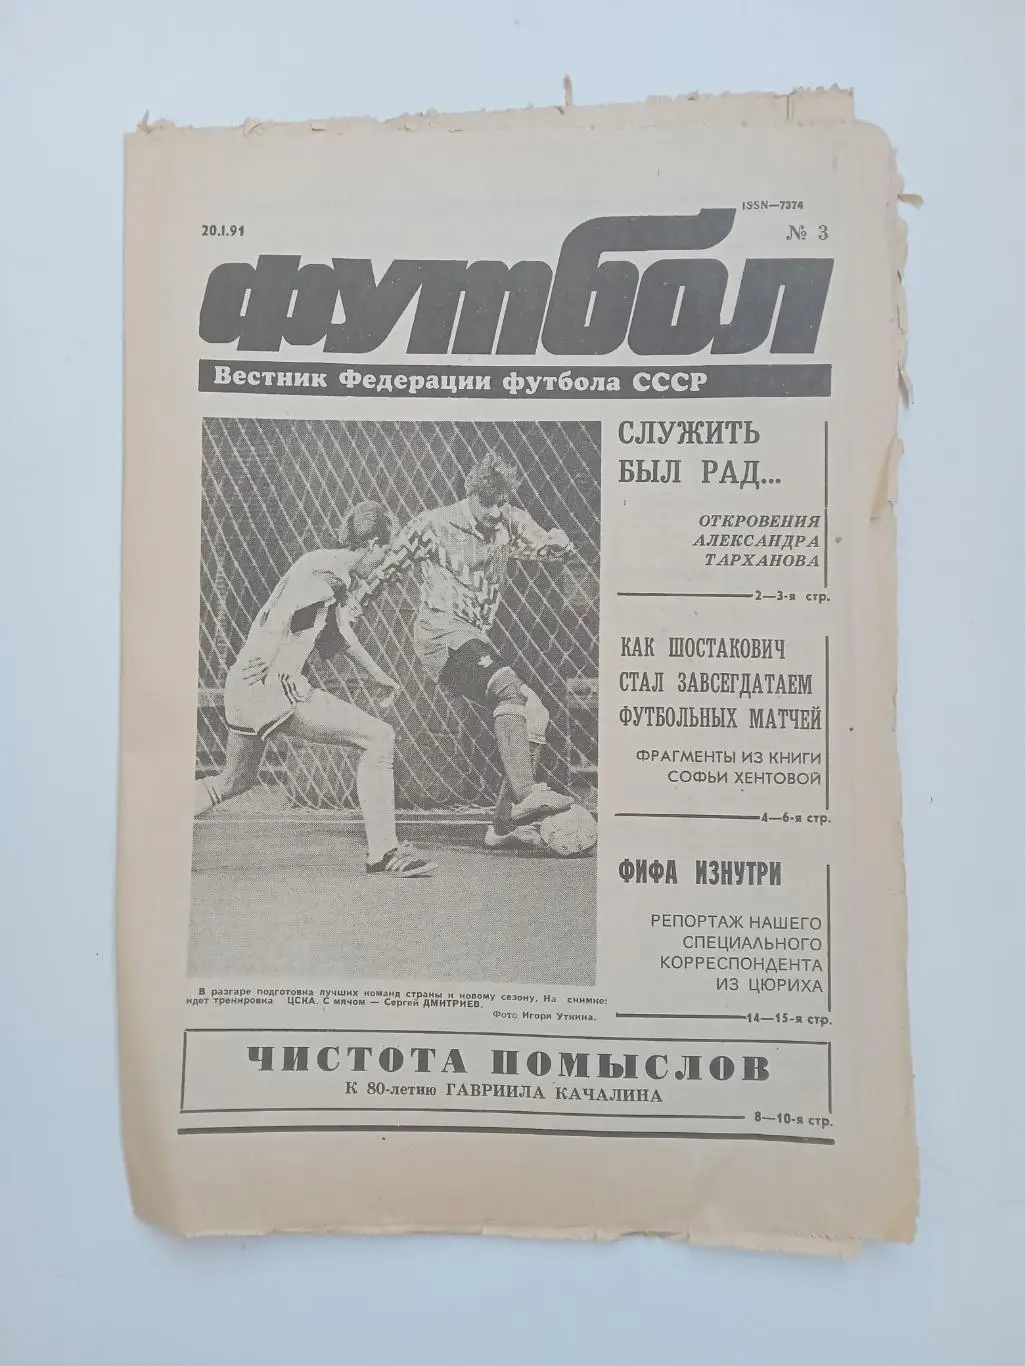 ISSN—7374
20.I.91
№ 3
футбол
Вестник Федерации футбола СССР
СЛУЖИТЬ
БЫЛ РАД...
ОТКРОВЕНИЯ
АЛЕКСАНДРА
ТАРХАНОВА
2—3-я стр.
КАК ШОСТАКОВИЧ
СТАЛ ЗАВСЕГДАТАЕМ
ФУТБОЛЬНЫХ МАТЧЕЙ
ФРАГМЕНТЫ ИЗ КНИГИ
СОФЬИ ХЕНТОВОЙ
4—6-я стр.
ФИФА ИЗНУТРИ
РЕПОРТАЖ НАШЕГО
СПЕЦИАЛЬНОГО
КОРРЕСПОНДЕНТА
ИЗ ЦЮРИХА
14—15-я стр.
В разгаре подготовка лучших команд страны к новому сезону. На снимке:
идет тренировка ЦСКА. С мячом — Сергей ДМИТРИЕВ.
Фото Игоря Уткина.
ЧИСТОТА ПОМЫСЛОВ
К 80-летию ГАВРИИЛА КАЧАЛИНА
8—10-я стр.